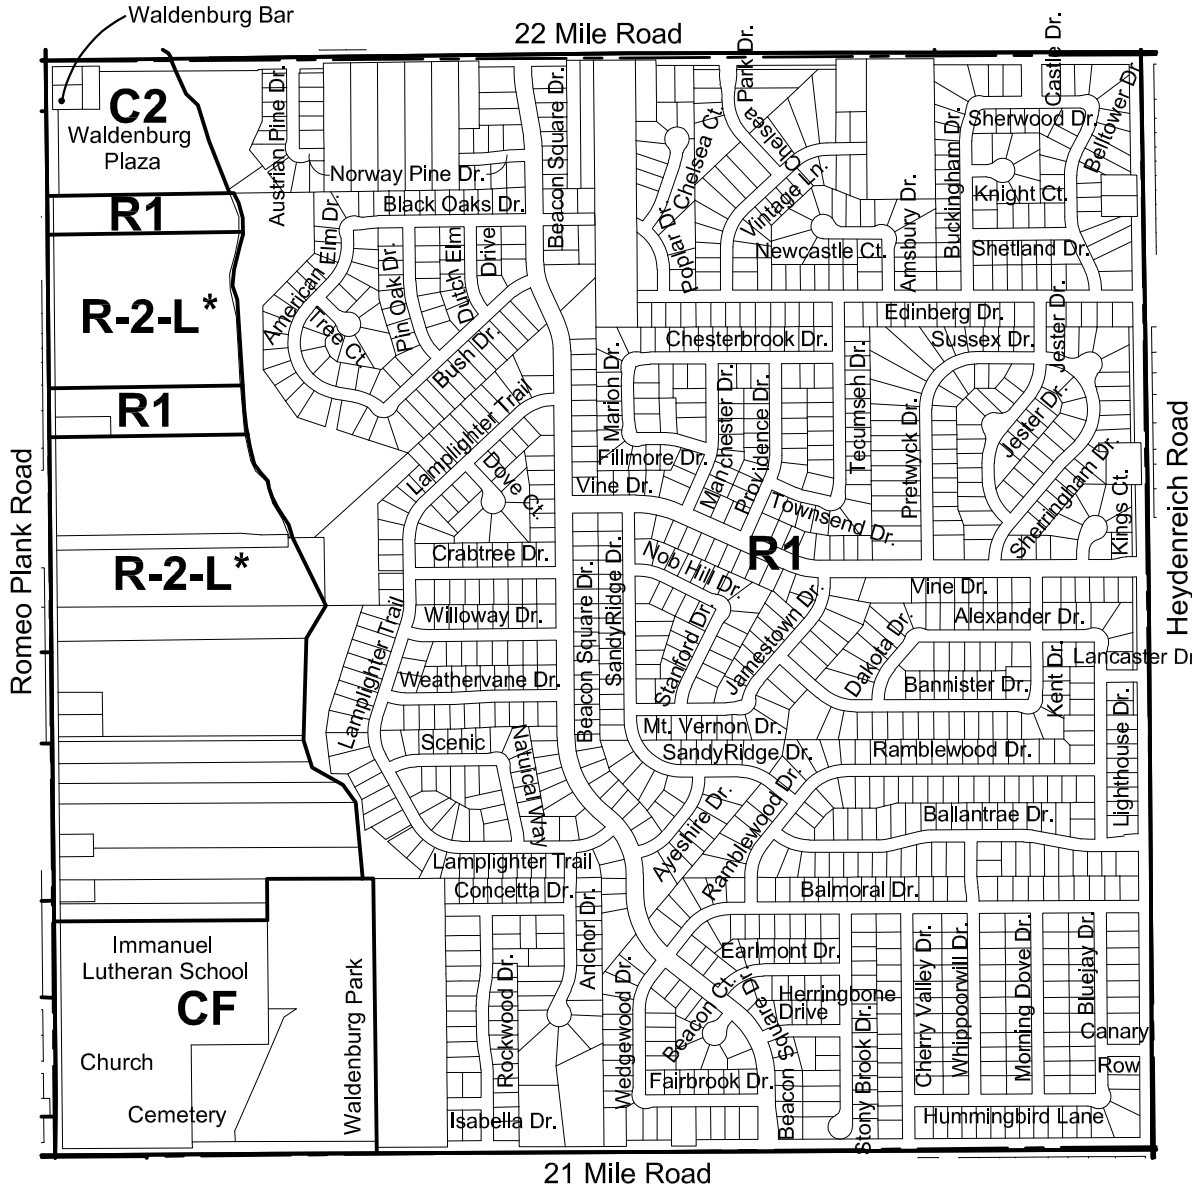 Waldenburg Bar
22 Mile Road
C2
Waldenburg
Plaza
R1
R-2-L*
R1
R-2-L*
Romeo Plank Road
Heydenreich Road
Austrian Pine Dr.
Norway Pine Dr.
Black Oaks Dr.
Beacon Square Dr.
American Elm Dr.
Tree Ct.
Pin Oak Dr.
Dutch Elm
Drive
Bush Dr.
Lamplighter Trail
Dove Ct.
Chelsea Park Dr.
Chelsea Ct.
Poplar Dr.
Vintage Ln.
Newcastle Ct.
Amsbury Dr.
Buckingham Dr.
Castle Dr.
Sherwood Dr.
Belltower Dr.
Knight Ct.
Shetland Dr.
Edinberg Dr.
Chesterbrook Dr.
Sussex Dr.
Jester Dr.
Jester Dr.
Marion Dr.
Manchester Dr.
Providence Dr.
Tecumseh Dr.
Pretwyck Dr.
Sherringham Dr.
Kings Ct.
Fillmore Dr.
Vine Dr.
Townsend Dr.
R1
Crabtree Dr.
Willoway Dr.
Weathervane Dr.
Lamplighter Trail
Scenic
Natuical Way
Lamplighter Trail
Beacon Square Dr.
SandyRidge Dr.
Nob Hill Dr.
Stanford Dr.
Jamestown Dr.
Vine Dr.
Alexander Dr.
Dakota Dr.
Lancaster Dr
Bannister Dr.
Kent Dr.
Lighthouse Dr.
Mt. Vernon Dr.
SandyRidge Dr.
Ramblewood Dr.
Ayeshire Dr.
Ramblewood Dr.
Ballantrae Dr.
Balmoral Dr.
Concetta Dr.
Anchor Dr.
Rockwood Dr.
Isabella Dr.
Wedgewood Dr.
Earlmont Dr.
Beacon Ct.
Beacon Square Dr.
Herringbone
Drive
Fairbrook Dr.
Stony Brook Dr.
Cherry Valley Dr.
Whippoorwill Dr.
Morning Dove Dr.
Bluejay Dr.
Canary
Row
Hummingbird Lane
Immanuel
Lutheran School
CF
Church
Cemetery
Waldenburg Park
21 Mile Road